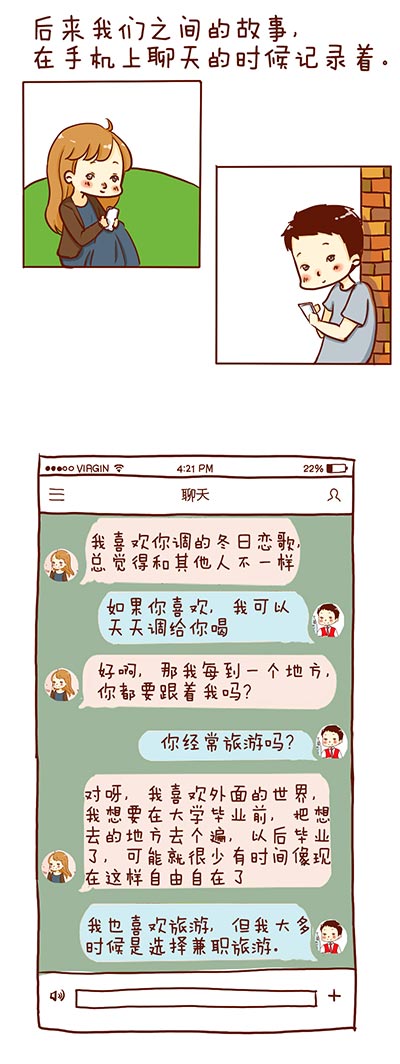 后来我们之间的故事，
在手机上聊天的时候记录着。
VIRGIN 4:21 PM 22%
聊天
我喜欢你调的冬日恋歌，
总觉得和其他人不一样
如果你喜欢，我可以
天天调给你喝
好啊，那我每到一个地方，
你都要跟着我吗？
你经常旅游吗？
对呀，我喜欢外面的世界，
我想要在大学毕业前，把想
去的地方去个遍，以后毕业
了，可能就很少有时间像现
在这样自由自在了
我也喜欢旅游，但我大多
时候是选择兼职旅游.